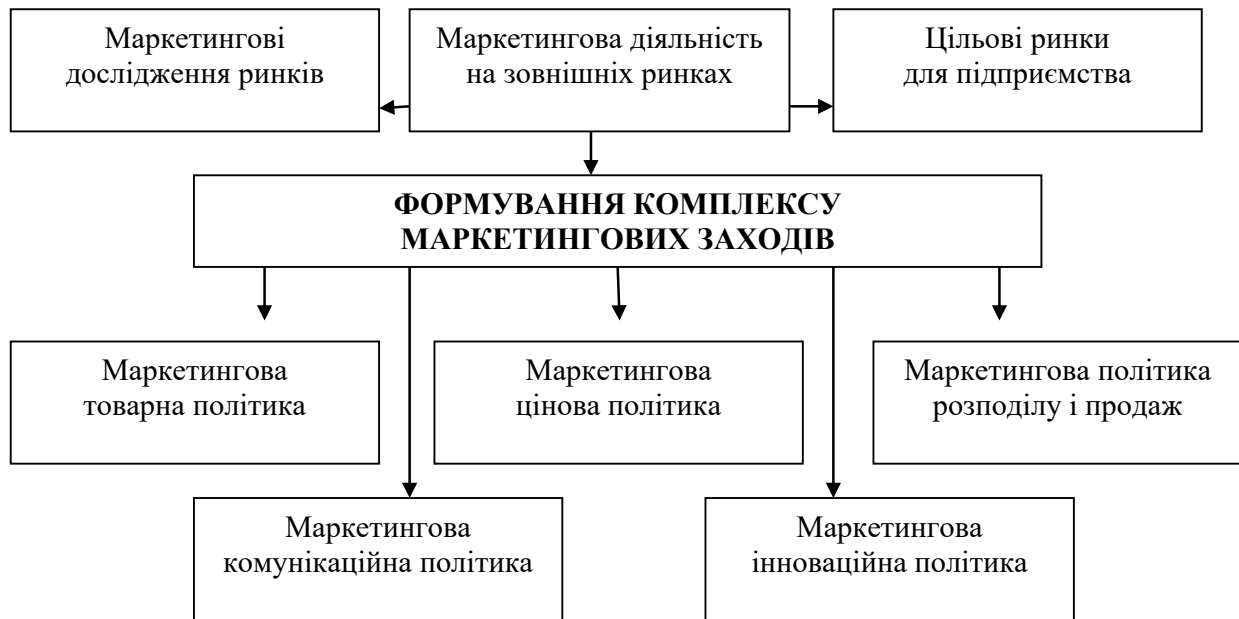 Маркетингові
дослідження ринків
Маркетингова діяльність
на зовнішніх ринках
Цільові ринки
для підприємства
ФОРМУВАННЯ КОМПЛЕКСУ
МАРКЕТИНГОВИХ ЗАХОДІВ
Маркетингова
товарна політика
Маркетингова
цінова політика
Маркетингова політика
розподілу і продаж
Маркетингова
комунікаційна політика
Маркетингова
інноваційна політика